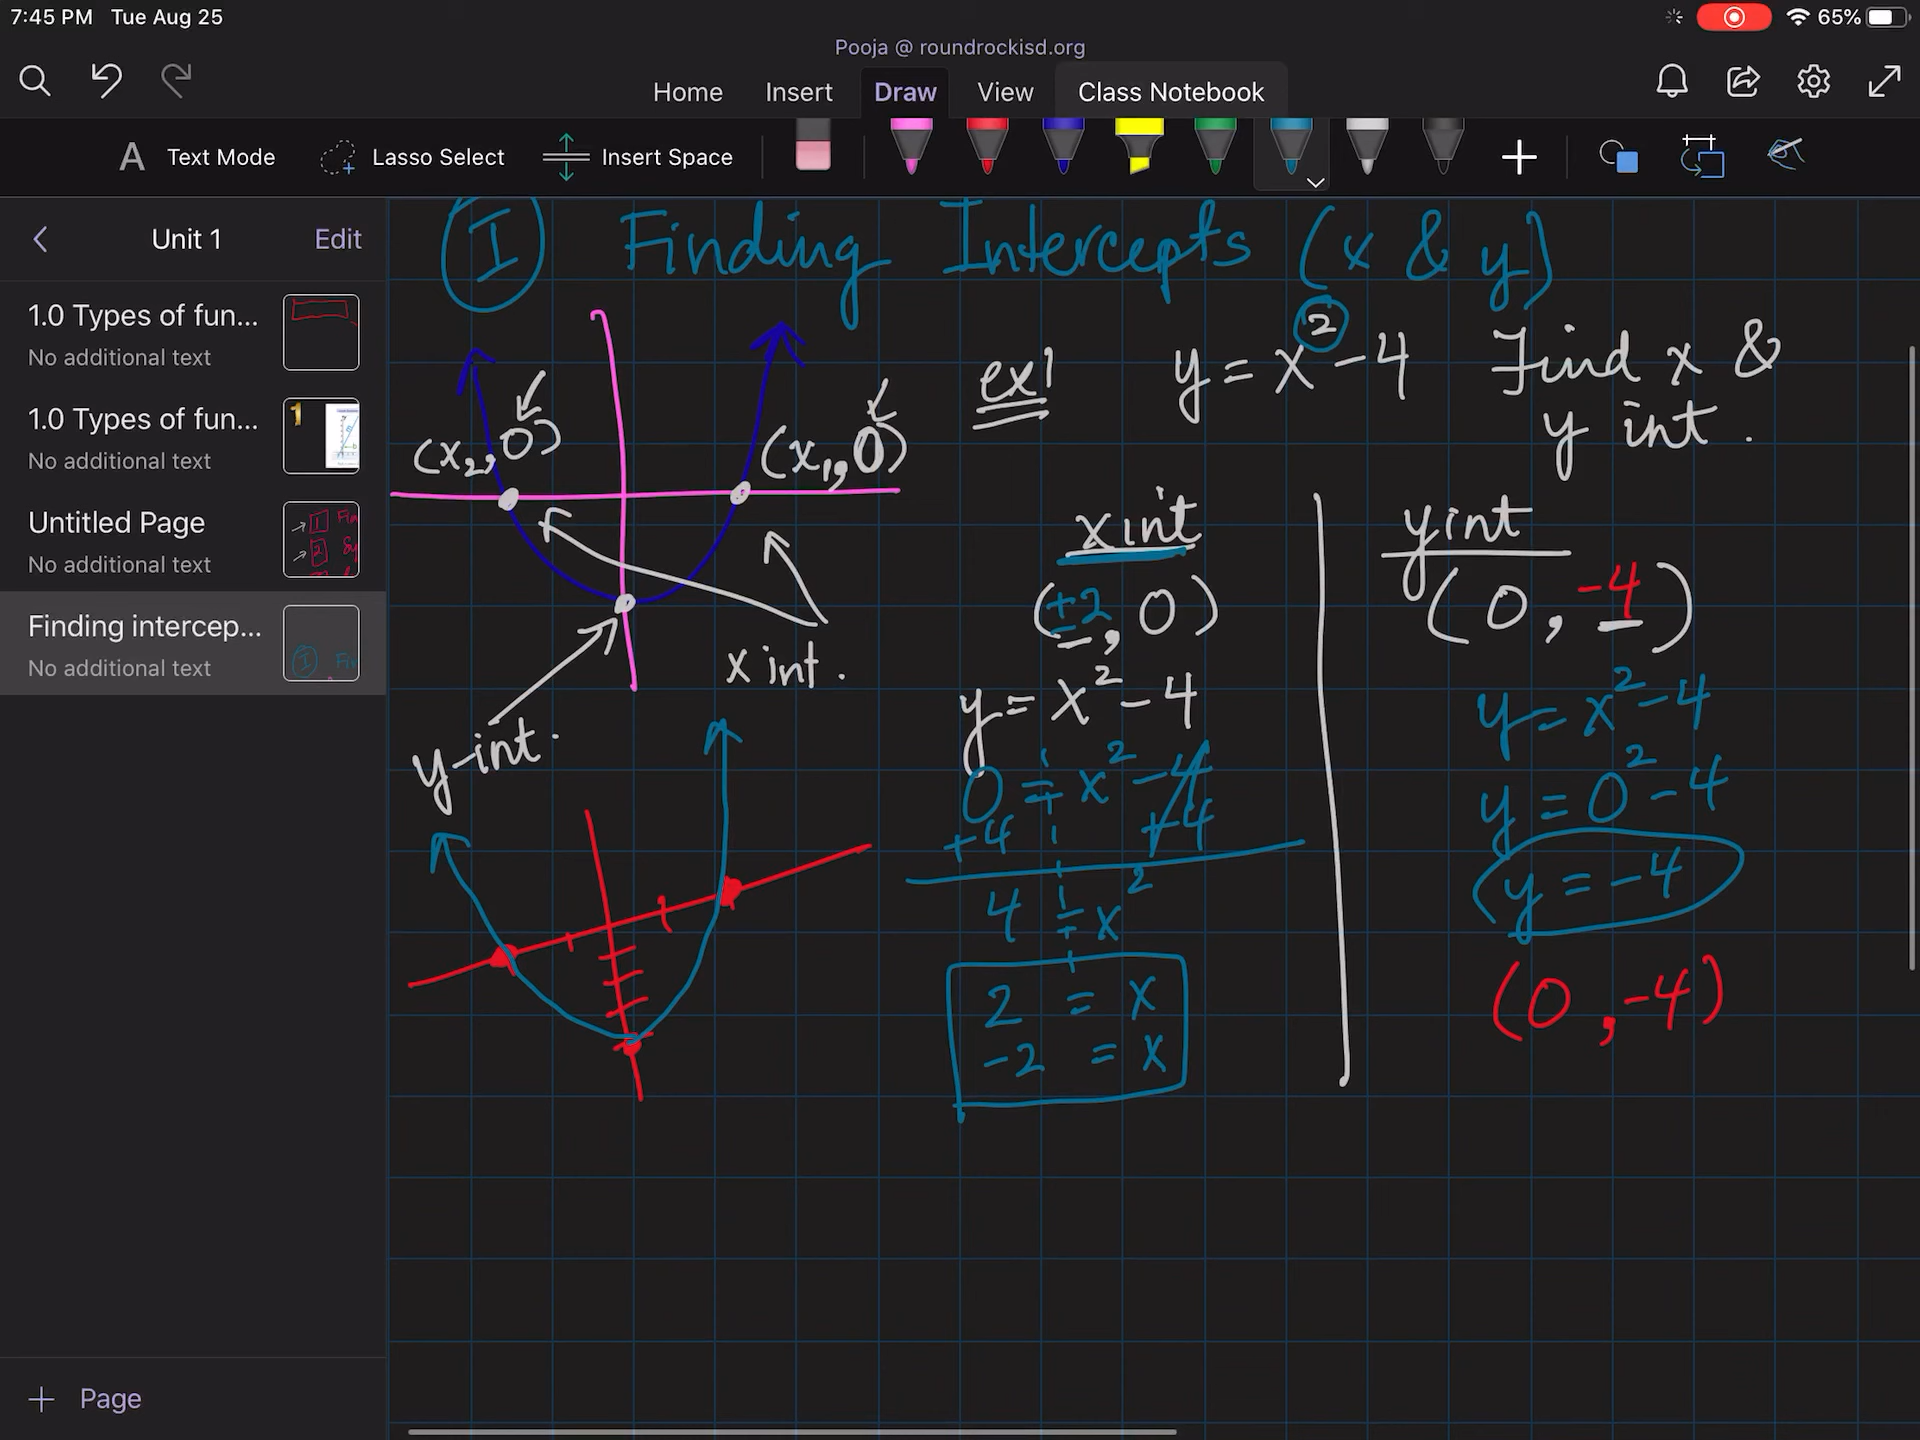 7:45 PM Tue Aug 25
65%
Pooja @ roundrockisd.org
Home Insert Draw View Class Notebook
A Text Mode Lasso Select Insert Space
Unit 1 Edit
1.0 Types of fun...
No additional text
1.0 Types of fun...
No additional text
Untitled Page
No additional text
Finding intercep...
No additional text
+ Page
I Finding Intercepts (x & y)
(x₂, 0)
(x₁, 0)
x int.
y-int.
ex1 y = x² - 4 Find x &
y int.
x int
(±2, 0)
y = x² - 4
0 = x² - 4
+4 +4
4 = x²
2 = x
-2 = x
y int
(0, -4)
y = x² - 4
y = 0² - 4
y = -4
(0, -4)